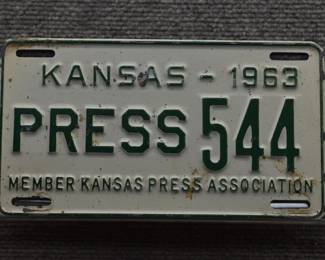 KANSAS - 1963
PRESS 544
MEMBER KANSAS PRESS ASSOCIATION